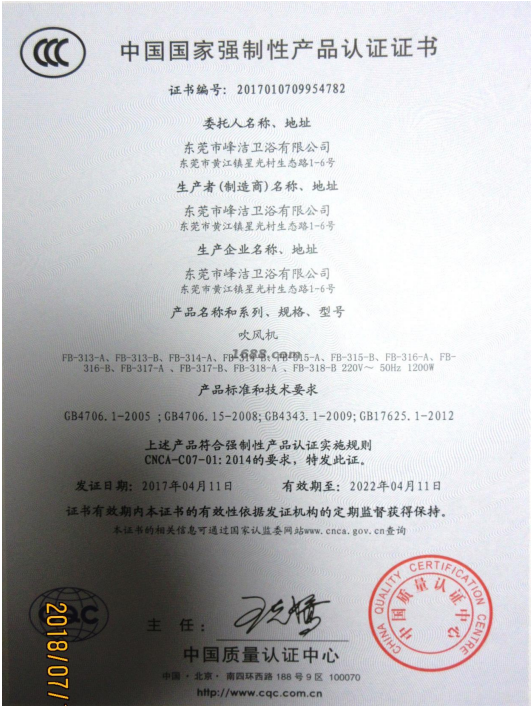 CCC
中国国家强制性产品认证证书
证书编号: 2017010709954782
委托人名称、地址
东莞市峰洁卫浴有限公司
东莞市黄江镇星光村生态路1-6号
生产者(制造商)名称、地址
东莞市峰洁卫浴有限公司
东莞市黄江镇星光村生态路1-6号
生产企业名称、地址
东莞市峰洁卫浴有限公司
东莞市黄江镇星光村生态路1-6号
产品名称和系列、规格、型号
吹风机
1688.com
FB-313-A、FB-313-B、FB-314-A、FB-314-B、FB-315-A、FB-315-B、FB-316-A、FB-
316-B、FB-317-A 、FB-317-B、FB-318-A 、FB-318-B 220V～ 50Hz 1200W
产品标准和技术要求
GB4706.1-2005 ;GB4706.15-2008;GB4343.1-2009;GB17625.1-2012
上述产品符合强制性产品认证实施规则
CNCA-C07-01:2014的要求，特发此证。
发证日期: 2017年04月11日 有效期至: 2022年04月11日
证书有效期内本证书的有效性依据发证机构的定期监督获得保持。
本证书的相关信息可通过国家认监委网站www.cnca.gov.cn查询
CQC
2018/07/
主 任:
中国质量认证中心
中国·北京·南四环西路 188 号 9 区 100070
http://www.cqc.com.cn
CHINA QUALITY CERTIFICATION CENTRE
中国质量认证中心